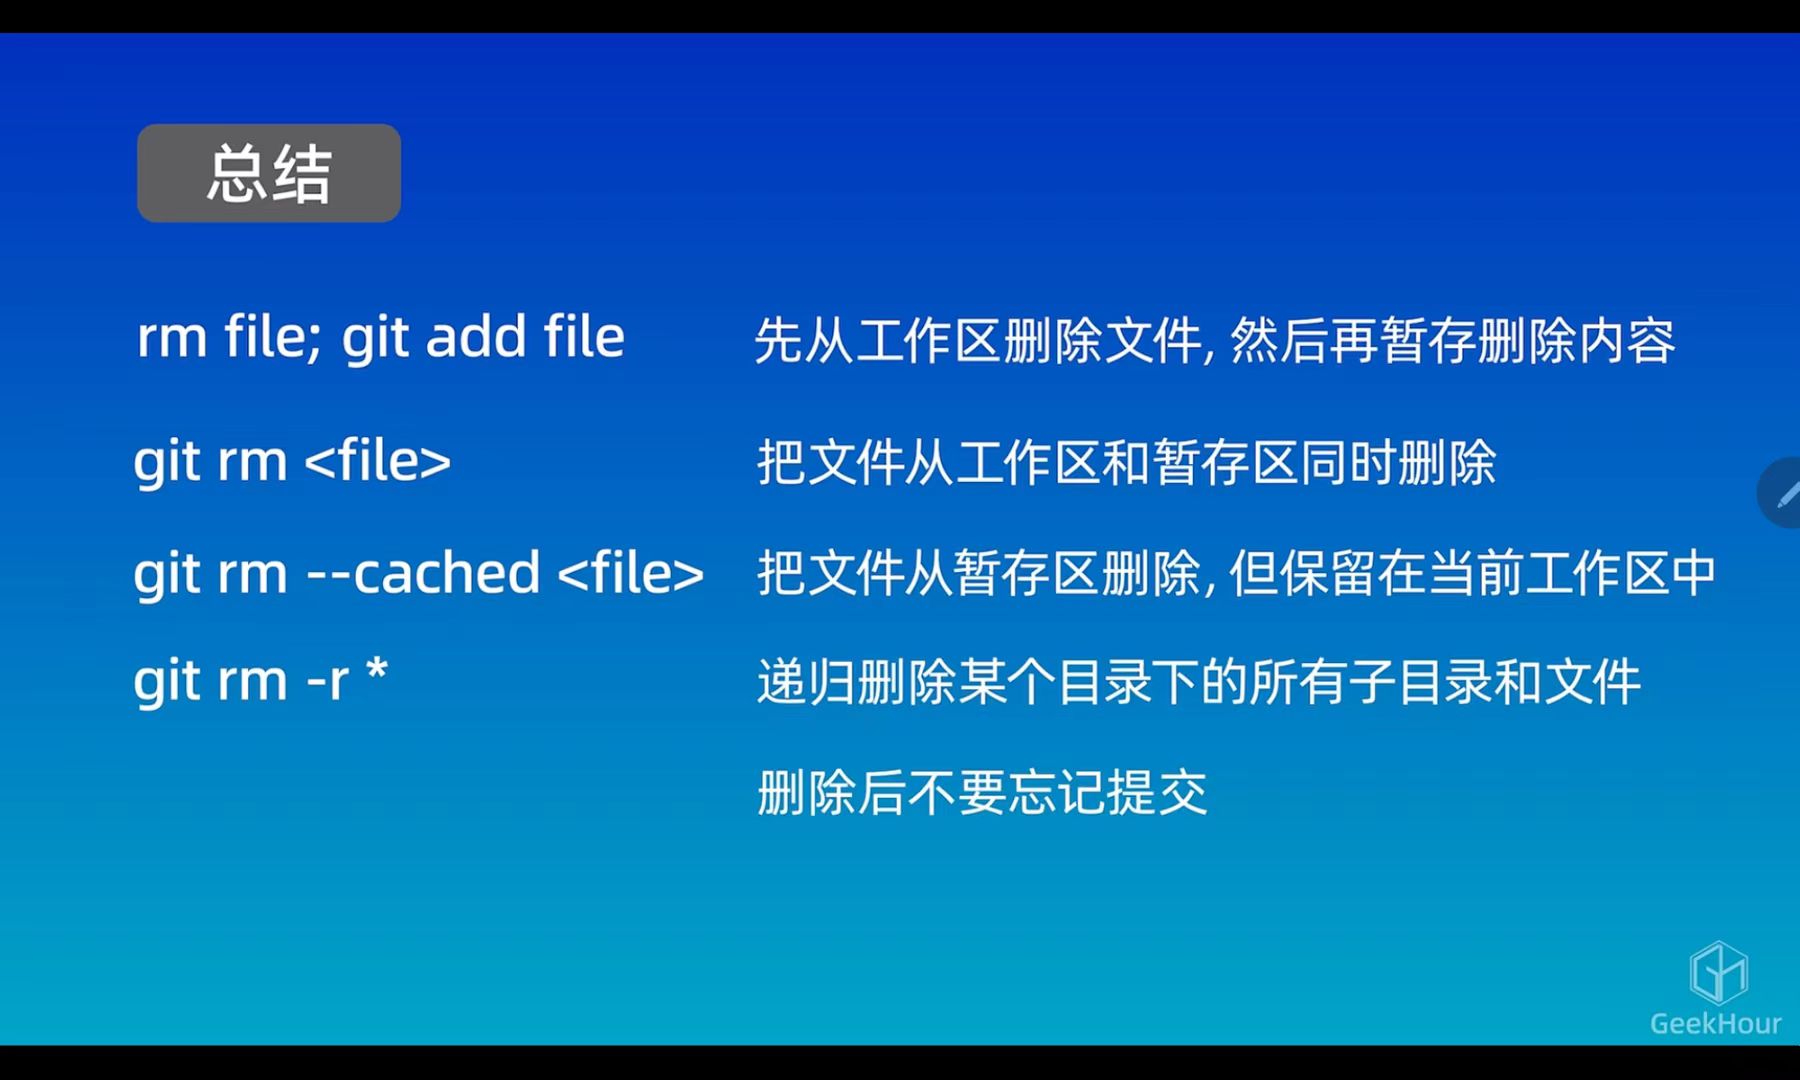 总结
rm file; git add file 先从工作区删除文件, 然后再暂存删除内容
git rm <file> 把文件从工作区和暂存区同时删除
git rm --cached <file> 把文件从暂存区删除, 但保留在当前工作区中
git rm -r * 递归删除某个目录下的所有子目录和文件
删除后不要忘记提交
GeekHour